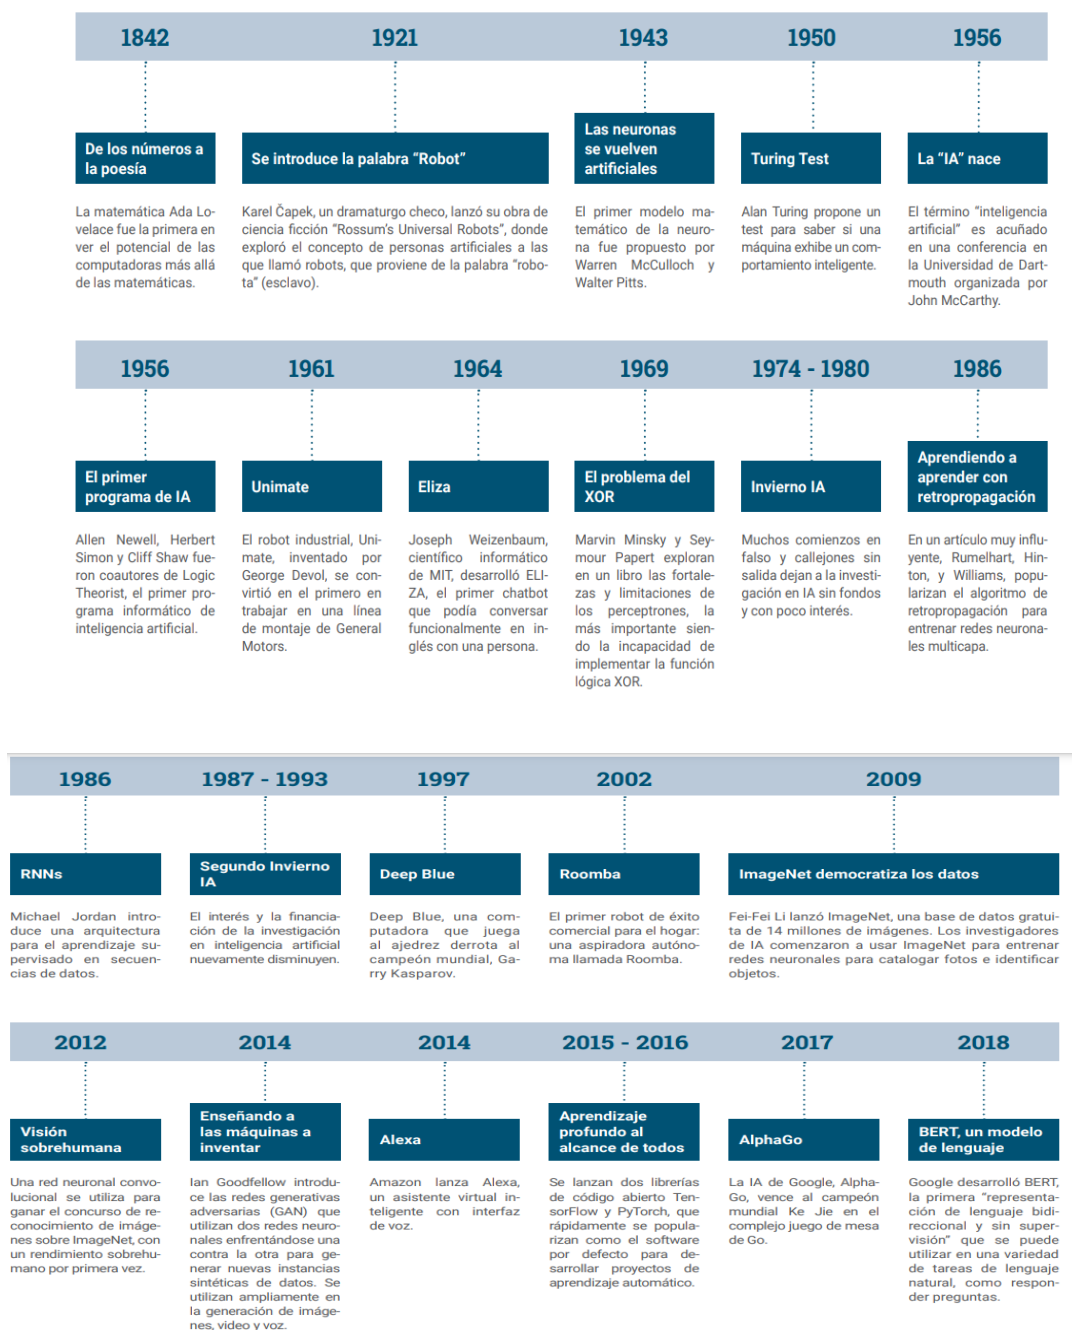 1842
De los números a
la poesía
La matemática Ada Lo-
velace fue la primera en
ver el potencial de las
computadoras más allá
de las matemáticas.
1921
Se introduce la palabra “Robot”
Karel Čapek, un dramaturgo checo, lanzó su obra de
ciencia ficción “Rossum’s Universal Robots”, donde
exploró el concepto de personas artificiales a las
que llamó robots, que proviene de la palabra “robo-
ta” (esclavo).
1943
Las neuronas
se vuelven
artificiales
El primer modelo ma-
temático de la neuro-
na fue propuesto por
Warren McCulloch y
Walter Pitts.
1950
Turing Test
Alan Turing propone un
test para saber si una
máquina exhibe un com-
portamiento inteligente.
1956
La “IA” nace
El término “inteligencia
artificial” es acuñado
en una conferencia en
la Universidad de Dart-
mouth organizada por
John McCarthy.
1956
El primer
programa de IA
Allen Newell, Herbert
Simon y Cliff Shaw fue-
ron coautores de Logic
Theorist, el primer pro-
grama informático de
inteligencia artificial.
1961
Unimate
El robot industrial, Uni-
mate, inventado por
George Devol, se con-
virtió en el primero en
trabajar en una línea
de montaje de General
Motors.
1964
Eliza
Joseph Weizenbaum,
científico informático
de MIT, desarrolló ELI-
ZA, el primer chatbot
que podía conversar
funcionalmente en in-
glés con una persona.
1969
El problema del
XOR
Marvin Minsky y Sey-
mour Papert exploran
en un libro las fortale-
zas y limitaciones de
los perceptrones, la
más importante sien-
do la incapacidad de
implementar la función
lógica XOR.
1974 - 1980
Invierno IA
Muchos comienzos en
falso y callejones sin
salida dejan a la investi-
gación en IA sin fondos
y con poco interés.
1986
Aprendiendo a
aprender con
retropropagación
En un artículo muy influ-
yente, Rumelhart, Hin-
ton, y Williams, popu-
larizan el algoritmo de
retropropagación para
entrenar redes neurona-
les multicapa.
1986
RNNs
Michael Jordan intro-
duce una arquitectura
para el aprendizaje su-
pervisado en secuen-
cias de datos.
1987 - 1993
Segundo Invierno
IA
El interés y la financia-
ción de la investigación
en inteligencia artificial
nuevamente disminuyen.
1997
Deep Blue
Deep Blue, una com-
putadora que juega
al ajedrez derrota al
campeón mundial, Ga-
rry Kasparov.
2002
Roomba
El primer robot de éxito
comercial para el hogar:
una aspiradora autóno-
ma llamada Roomba.
2009
ImageNet democratiza los datos
Fei-Fei Li lanzó ImageNet, una base de datos gratui-
ta de 14 millones de imágenes. Los investigadores
de IA comenzaron a usar ImageNet para entrenar
redes neuronales para catalogar fotos e identificar
objetos.
2012
Visión
sobrehumana
Una red neuronal convo-
lucional se utiliza para
ganar el concurso de re-
conocimiento de imáge-
nes sobre ImageNet, con
un rendimiento sobrehu-
mano por primera vez.
2014
Enseñando a
las máquinas a
inventar
Ian Goodfellow introdu-
ce las redes generativas
adversarias (GAN) que
utilizan dos redes neuro-
nales enfrentándose una
contra la otra para ge-
nerar nuevas instancias
sintéticas de datos. Se
utilizan ampliamente en
la generación de imáge-
nes, video y voz.
2014
Alexa
Amazon lanza Alexa,
un asistente virtual in-
teligente con interfaz
de voz.
2015 - 2016
Aprendizaje
profundo al
alcance de todos
Se lanzan dos librerías
de código abierto Ten-
sorFlow y PyTorch, que
rápidamente se popula-
rizan como el software
por defecto para de-
sarrollar proyectos de
aprendizaje automático.
2017
AlphaGo
La IA de Google, Alpha-
Go, vence al campeón
mundial Ke Jie en el
complejo juego de mesa
de Go.
2018
BERT, un modelo
de lenguaje
Google desarrolló BERT,
la primera “representa-
ción de lenguaje bidi-
reccional y sin super-
visión” que se puede
utilizar en una variedad
de tareas de lenguaje
natural, como respon-
der preguntas.